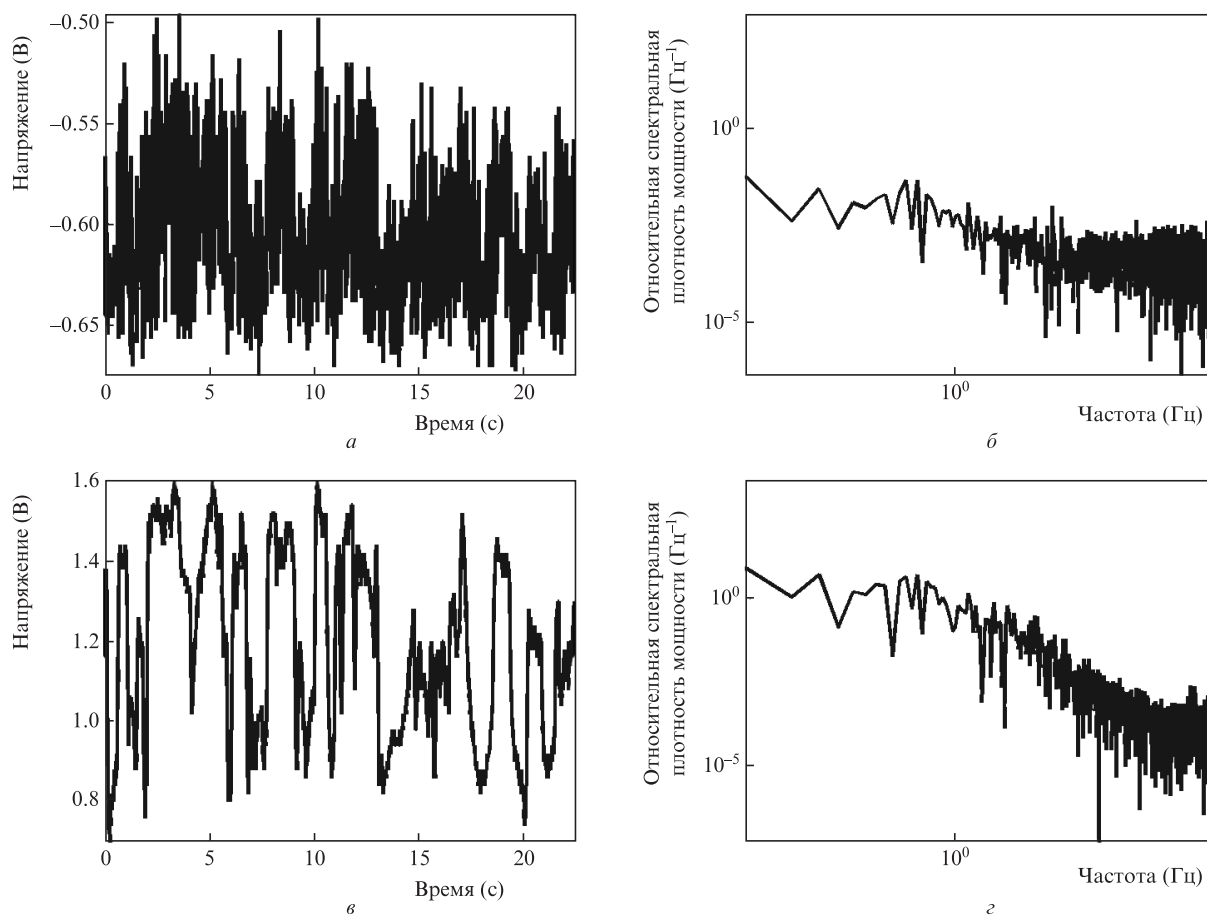 Напряжение (В)
–0.50
–0.55
–0.60
–0.65
0 5 10 15 20
Время (с)
а
Относительная спектральная
плотность мощности (Гц⁻¹)
10⁰
10⁻⁵
10⁰
Частота (Гц)
б
Напряжение (В)
1.6
1.4
1.2
1.0
0.8
0 5 10 15 20
Время (с)
в
Относительная спектральная
плотность мощности (Гц⁻¹)
10⁰
10⁻⁵
10⁰
Частота (Гц)
г